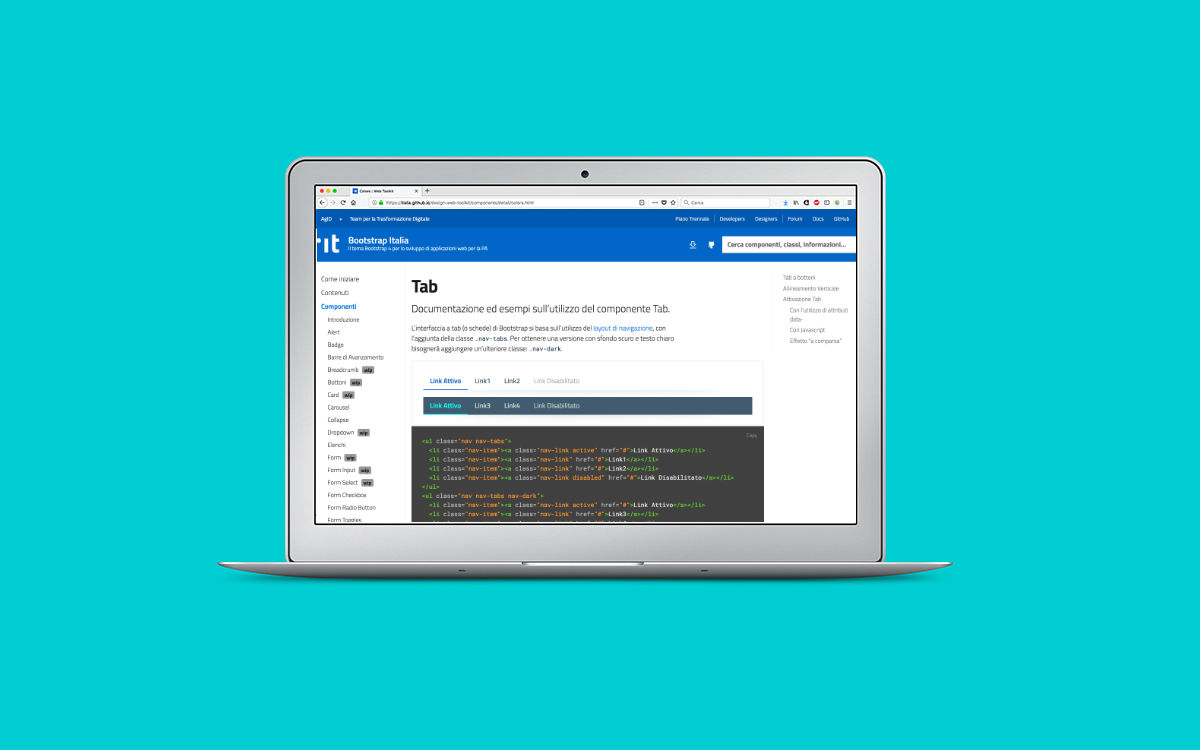 Colors | Web Toolkit
https://italia.github.io/design-web-toolkit/components/detail/colors.html
Cerca
AgID + Team per la Trasformazione Digitale
Piano Triennale Developers Designers Forum Docs GitHub
it
Bootstrap Italia
Il tema Bootstrap 4 per lo sviluppo di applicazioni web per la PA
Cerca componenti, classi, informazioni...
Come iniziare
Contenuti
Componenti
Introduzione
Alert
Badge
Barre di Avanzamento
Breadcrumb wip
Bottoni wip
Card wip
Carousel
Collapse
Dropdown wip
Elenchi
Form wip
Form Input wip
Form Select wip
Form Checkbox
Form Radio Button
Form Toggles
Tab
Documentazione ed esempi sull'utilizzo del componente Tab.
L'interfaccia a tab (o schede) di Bootstrap si basa sull'utilizzo del layout di navigazione, con
l'aggiunta della classe .nav-tabs. Per ottenere una versione con sfondo scuro e testo chiaro
bisognerà aggiungere un'ulteriore classe: .nav-dark.
Link Attivo Link1 Link2 Link Disabilitato
Link Attivo Link3 Link4 Link Disabilitato
Copy
<ul class="nav nav-tabs">
<li class="nav-item"><a class="nav-link active" href="#">Link Attivo</a></li>
<li class="nav-item"><a class="nav-link" href="#">Link1</a></li>
<li class="nav-item"><a class="nav-link" href="#">Link2</a></li>
<li class="nav-item"><a class="nav-link disabled" href="#">Link Disabilitato</a></li>
</ul>
<ul class="nav nav-tabs nav-dark">
<li class="nav-item"><a class="nav-link active" href="#">Link Attivo</a></li>
<li class="nav-item"><a class="nav-link" href="#">Link3</a></li>
Tab a bottoni
Allineamento Verticale
Attivazione Tab
Con l'utilizzo di attributi
data-
Con Javascript
Effetto "a comparsa"